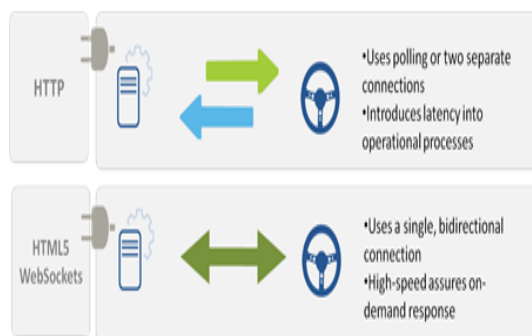 HTTP
•Uses polling or two separate
connections
•Introduces latency into
operational processes
HTML5
WebSockets
•Uses a single, bidirectional
connection
•High-speed assures on-
demand response